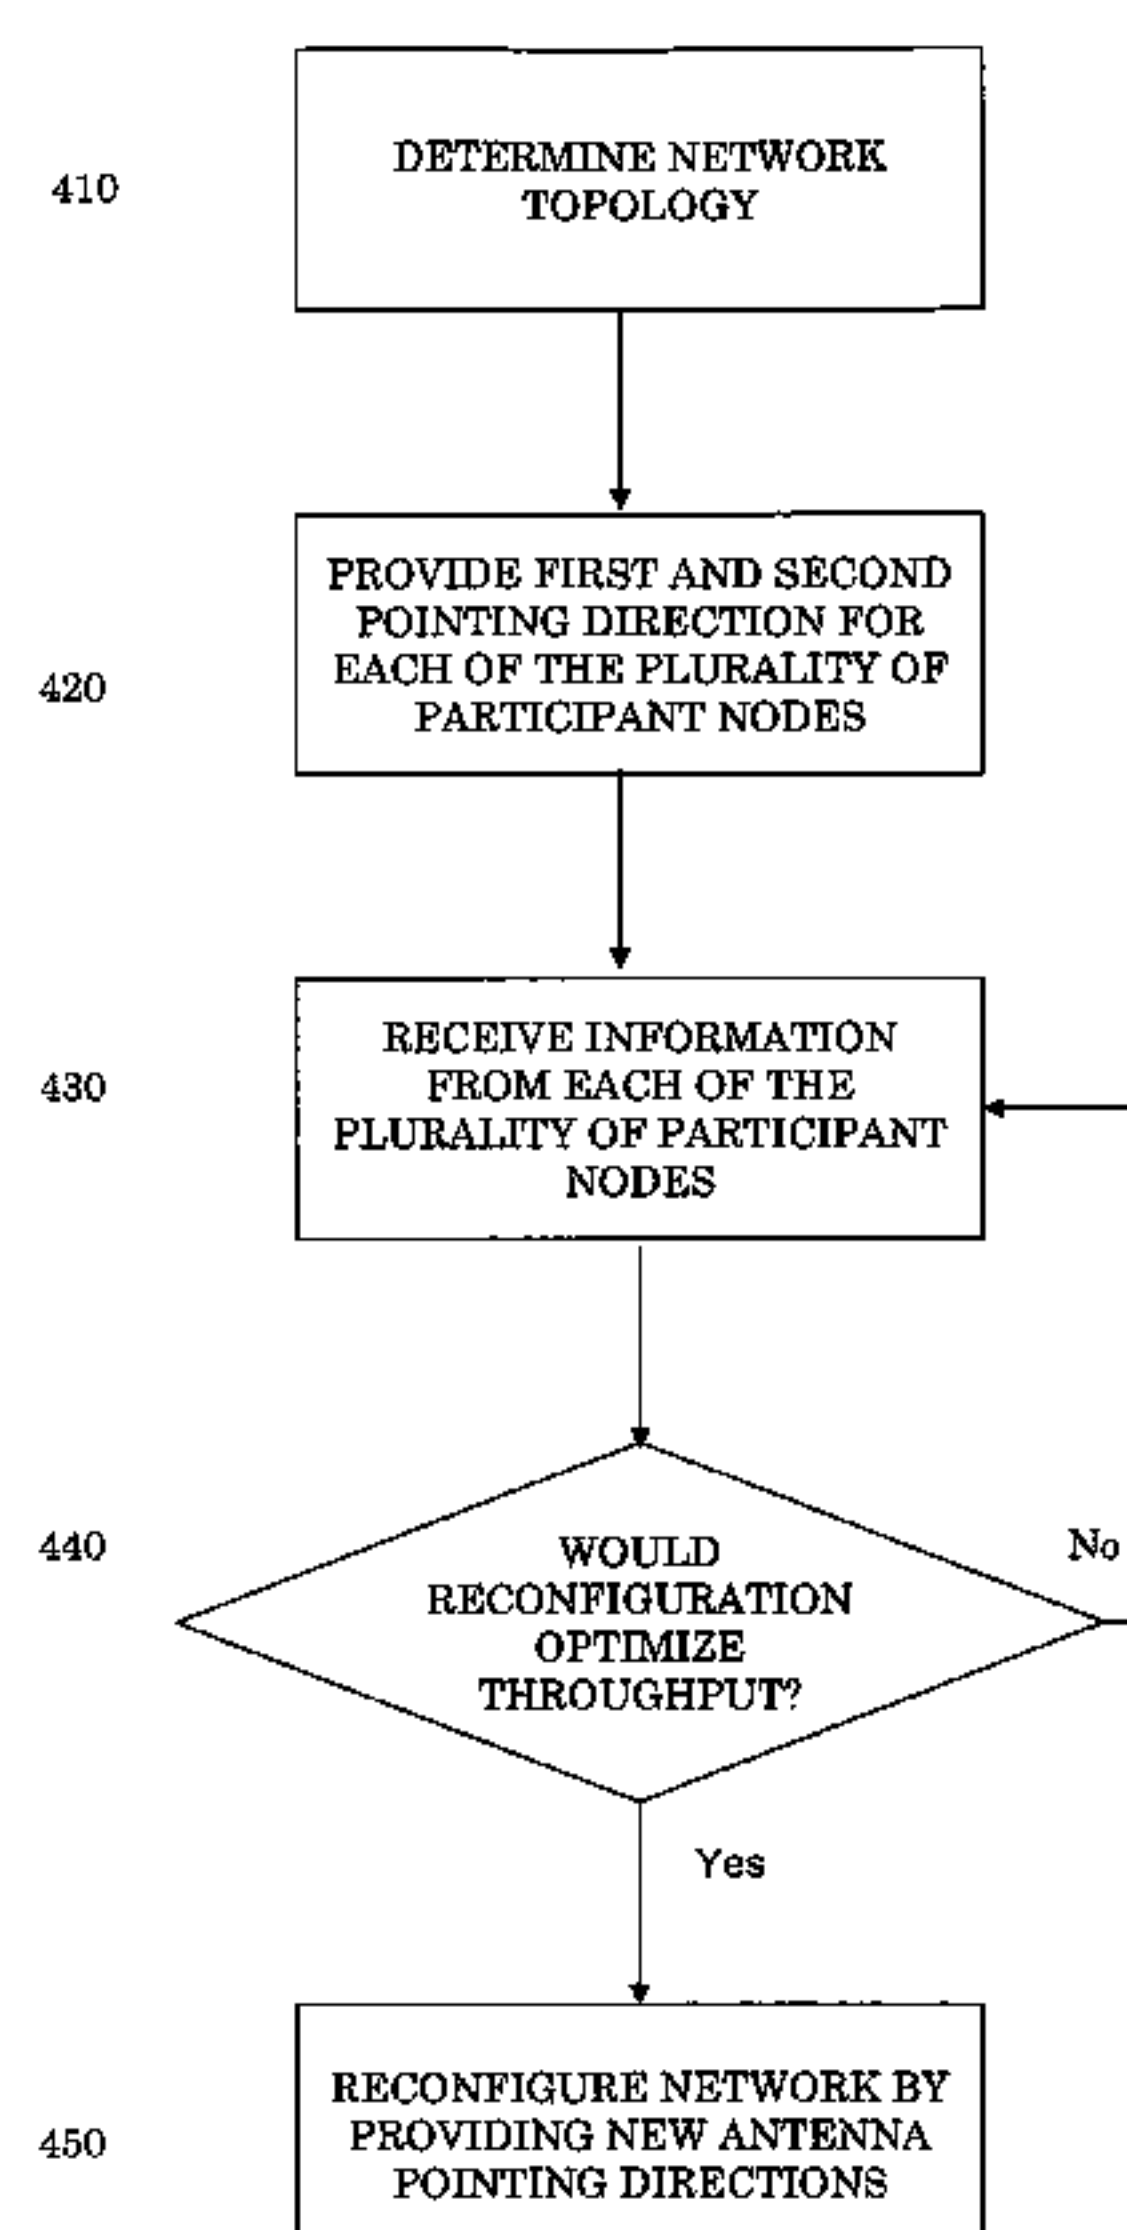 410
DETERMINE NETWORK
TOPOLOGY
420
PROVIDE FIRST AND SECOND
POINTING DIRECTION FOR
EACH OF THE PLURALITY OF
PARTICIPANT NODES
430
RECEIVE INFORMATION
FROM EACH OF THE
PLURALITY OF PARTICIPANT
NODES
440
WOULD
RECONFIGURATION
OPTIMIZE
THROUGHPUT?
No
Yes
450
RECONFIGURE NETWORK BY
PROVIDING NEW ANTENNA
POINTING DIRECTIONS